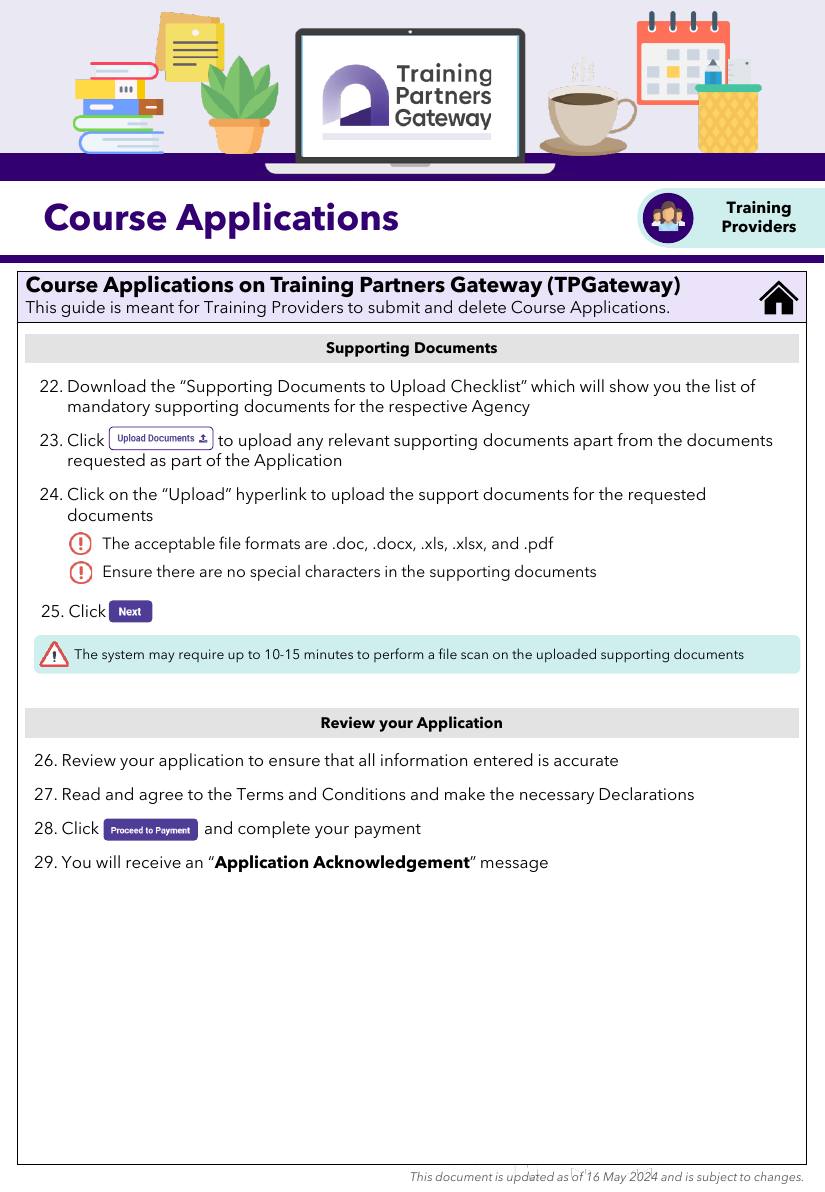 Training
Partners
Gateway
Course Applications
Training
Providers
Course Applications on Training Partners Gateway (TPGateway)
This guide is meant for Training Providers to submit and delete Course Applications.
Supporting Documents
22. Download the “Supporting Documents to Upload Checklist” which will show you the list of
mandatory supporting documents for the respective Agency
23. Click Upload Documents to upload any relevant supporting documents apart from the documents
requested as part of the Application
24. Click on the “Upload” hyperlink to upload the support documents for the requested
documents
The acceptable file formats are .doc, .docx, .xls, .xlsx, and .pdf
Ensure there are no special characters in the supporting documents
25. Click Next
The system may require up to 10-15 minutes to perform a file scan on the uploaded supporting documents
Review your Application
26. Review your application to ensure that all information entered is accurate
27. Read and agree to the Terms and Conditions and make the necessary Declarations
28. Click Proceed to Payment and complete your payment
29. You will receive an “Application Acknowledgement” message
This document is updated as of 16 May 2024 and is subject to changes.